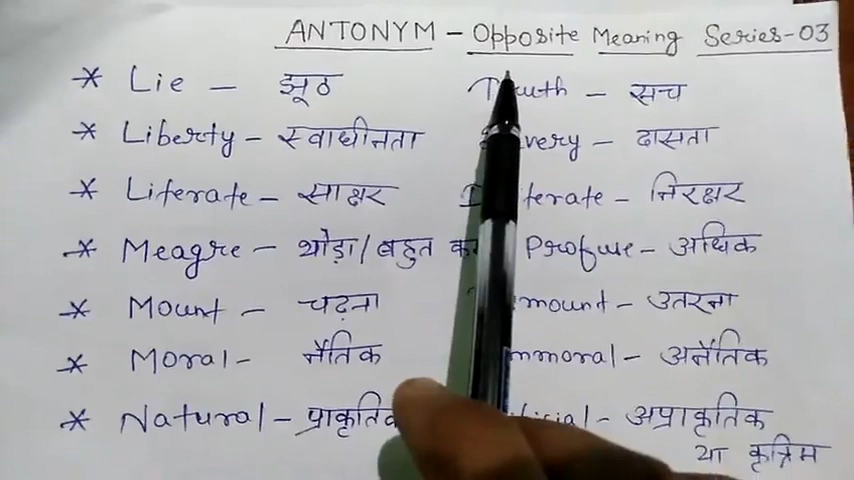 ANTONYM - Opposite Meaning Series-03
* Lie - झूठ Truth - सच
* Liberty - स्वाधीनता - दासता
* Literate - साक्षर - निरक्षर
* Meagre - थोड़ा/बहुत Profuse - अधिक
* Mount - चढ़ना - उतरना
* Moral - नैतिक - अनैतिक
* Natural - - अप्राकृतिक
या कृत्रिम